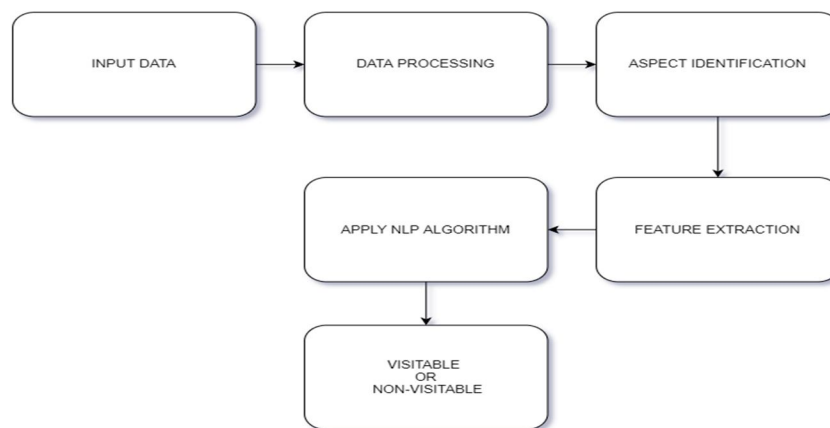 INPUT DATA
DATA PROCESSING
ASPECT IDENTIFICATION
FEATURE EXTRACTION
APPLY NLP ALGORITHM
VISITABLE
OR
NON-VISITABLE